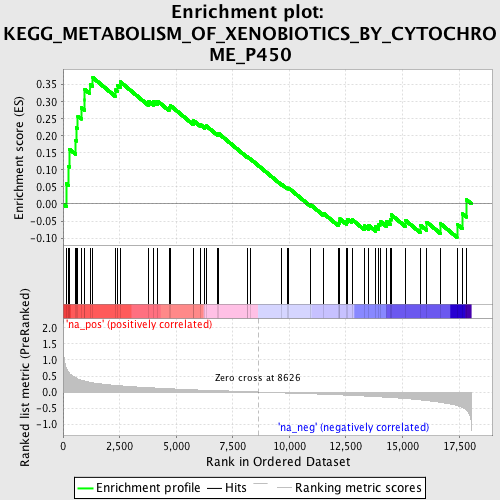 Enrichment plot:
KEGG_METABOLISM_OF_XENOBIOTICS_BY_CYTOCHRO
ME_P450
Enrichment score (ES)
0.35
0.30
0.25
0.20
0.15
0.10
0.05
0.00
-0.05
-0.10
'na_pos' (positively correlated)
Ranked list metric (PreRanked)
2.0
1.5
1.0
0.5
0.0
-0.5
-1.0
Zero cross at 8626
'na_neg' (negatively correlated)
0
2,500
5,000
7,500
10,000
12,500
15,000
17,500
Rank in Ordered Dataset
Enrichment profile
Hits
Ranking metric scores